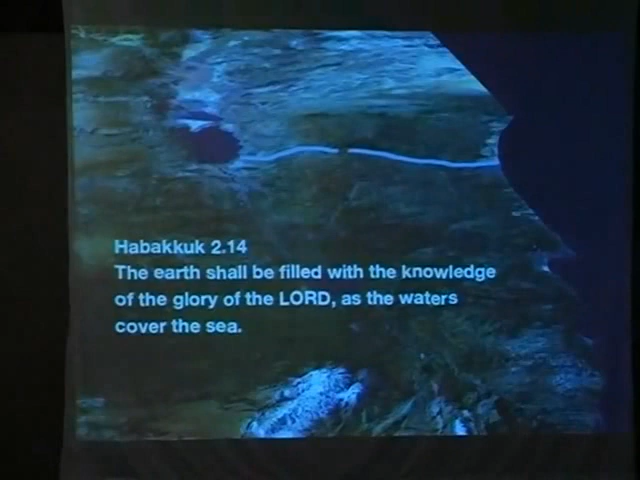 Habakkuk 2.14
The earth shall be filled with the knowledge
of the glory of the LORD, as the waters
cover the sea.